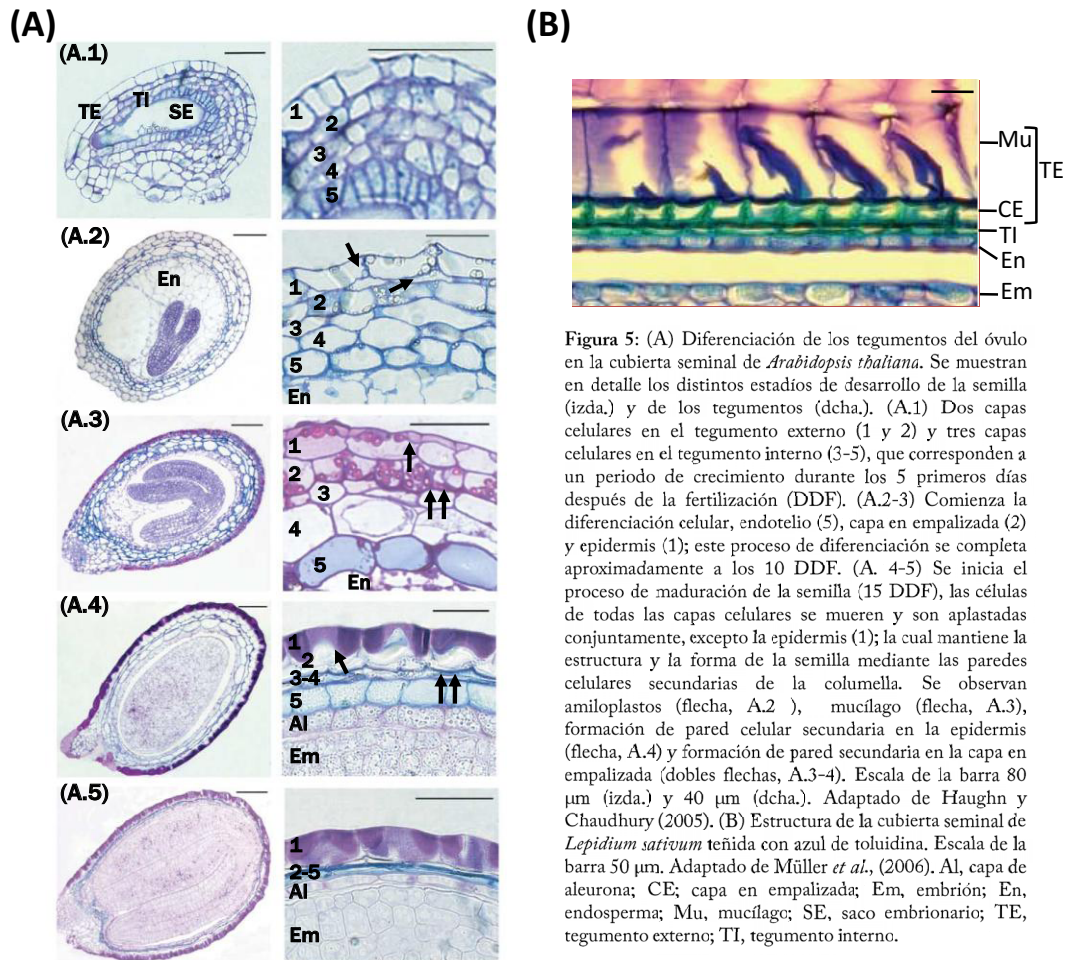 (A)
(A.1)
TE
TI
SE
1
2
3
4
5
(A.2)
En
1
2
3
4
5
En
(A.3)
1
2
3
4
5
En
(A.4)
1
2
3-4
5
Al
Em
(A.5)
1
2-5
Al
Em
(B)
Mu
TE
CE
TI
En
Em
Figura 5: (A) Diferenciación de los tegumentos del óvulo
en la cubierta seminal de Arabidopsis thaliana. Se muestran
en detalle los distintos estadíos de desarrollo de la semilla
(izda.) y de los tegumentos (dcha.). (A.1) Dos capas
celulares en el tegumento externo (1 y 2) y tres capas
celulares en el tegumento interno (3-5), que corresponden a
un periodo de crecimiento durante los 5 primeros días
después de la fertilización (DDF). (A.2-3) Comienza la
diferenciación celular, endotelio (5), capa en empalizada (2)
y epidermis (1); este proceso de diferenciación se completa
aproximadamente a los 10 DDF. (A. 4-5) Se inicia el
proceso de maduración de la semilla (15 DDF), las células
de todas las capas celulares se mueren y son aplastadas
conjuntamente, excepto la epidermis (1); la cual mantiene la
estructura y la forma de la semilla mediante las paredes
celulares secundarias de la columella. Se observan
amiloplastos (flecha, A.2 ), mucílago (flecha, A.3),
formación de pared celular secundaria en la epidermis
(flecha, A.4) y formación de pared secundaria en la capa en
empalizada (dobles flechas, A.3-4). Escala de la barra 80
µm (izda.) y 40 µm (dcha.). Adaptado de Haughn y
Chaudhury (2005). (B) Estructura de la cubierta seminal de
Lepidium sativum teñida con azul de toluidina. Escala de la
barra 50 µm. Adaptado de Müller et al., (2006). Al, capa de
aleurona; CE; capa en empalizada; Em, embrión; En,
endosperma; Mu, mucílago; SE, saco embrionario; TE,
tegumento externo; TI, tegumento interno.